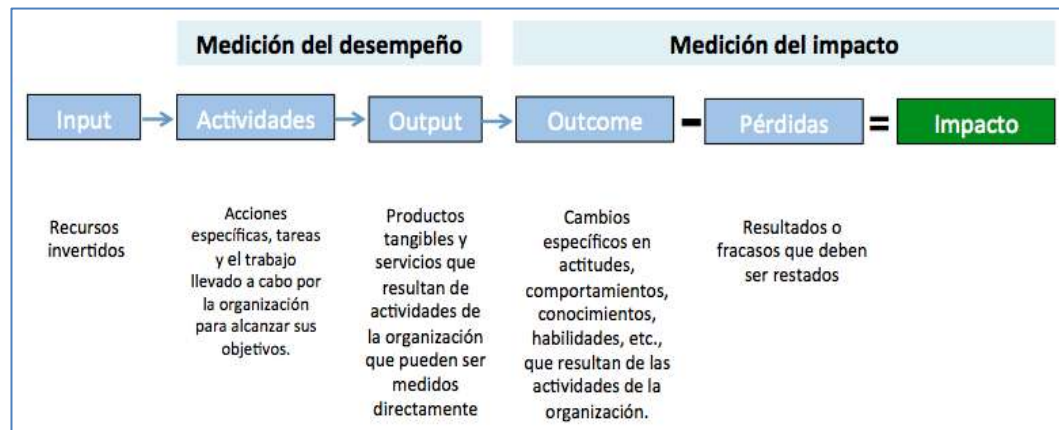 Medición del desempeño
Medición del impacto
Input
Actividades
Output
Outcome
-
Pérdidas
=
Impacto
Recursos
invertidos
Acciones
específicas, tareas
y el trabajo
llevado a cabo por
la organización
para alcanzar sus
objetivos.
Productos
tangibles y
servicios que
resultan de
actividades de
la organización
que pueden ser
medidos
directamente
Cambios
específicos en
actitudes,
comportamientos,
conocimientos,
habilidades, etc.,
que resultan de las
actividades de la
organización.
Resultados o
fracasos que deben
ser restados